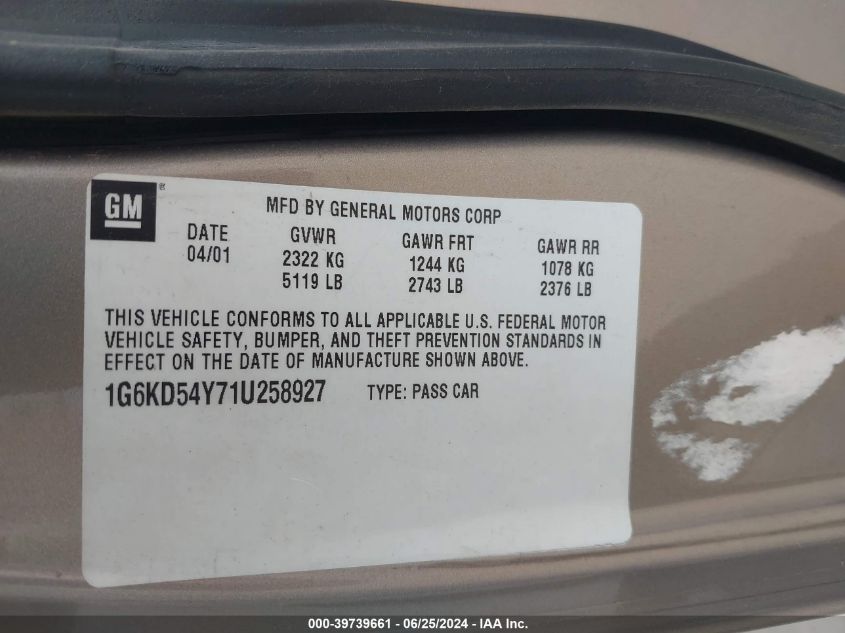 GM®
MFD BY GENERAL MOTORS CORP
DATE GVWR GAWR FRT GAWR RR
04/01 2322 KG 1244 KG 1078 KG
5119 LB 2743 LB 2376 LB
THIS VEHICLE CONFORMS TO ALL APPLICABLE U.S. FEDERAL MOTOR
VEHICLE SAFETY, BUMPER, AND THEFT PREVENTION STANDARDS IN
EFFECT ON THE DATE OF MANUFACTURE SHOWN ABOVE.
1G6KD54Y71U258927 TYPE: PASS CAR
000-39739661 / 06/25/2024 - IAA Inc.